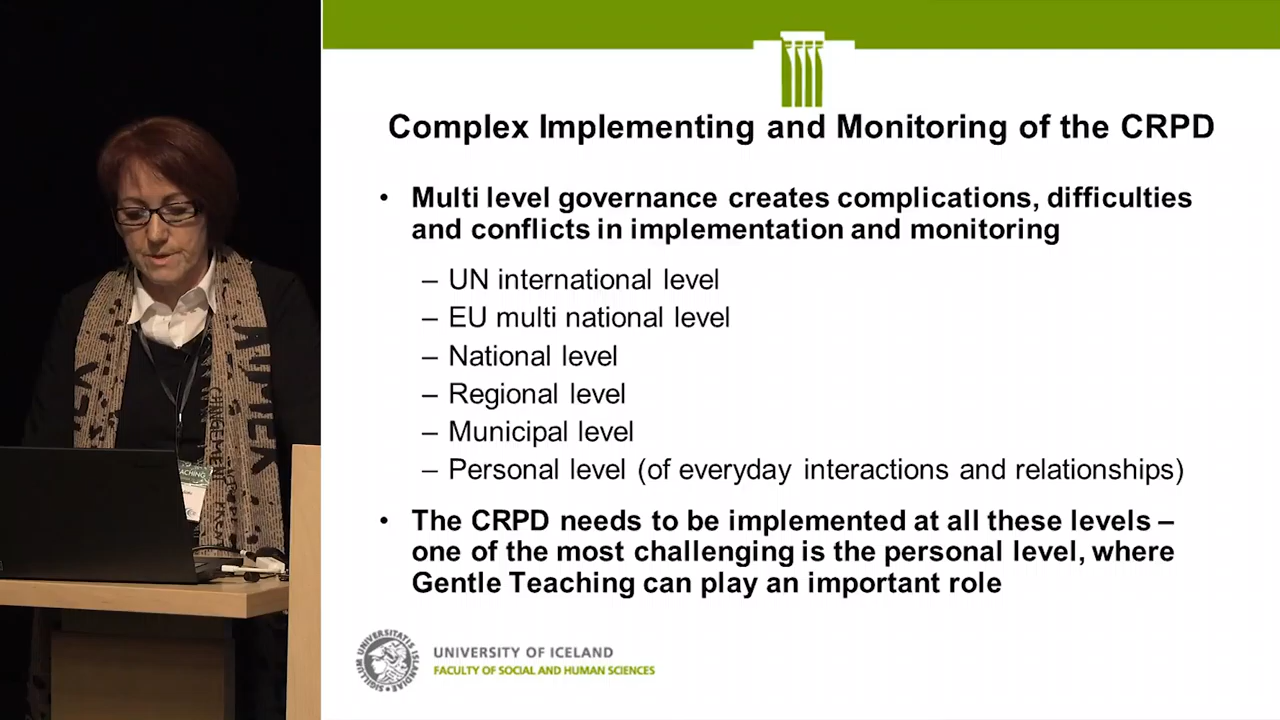 Complex Implementing and Monitoring of the CRPD
• Multi level governance creates complications, difficulties
and conflicts in implementation and monitoring
– UN international level
– EU multi national level
– National level
– Regional level
– Municipal level
– Personal level (of everyday interactions and relationships)
• The CRPD needs to be implemented at all these levels –
one of the most challenging is the personal level, where
Gentle Teaching can play an important role
SIGILLUM UNIVERSITATIS ISLANDIAE
UNIVERSITY OF ICELAND
FACULTY OF SOCIAL AND HUMAN SCIENCES